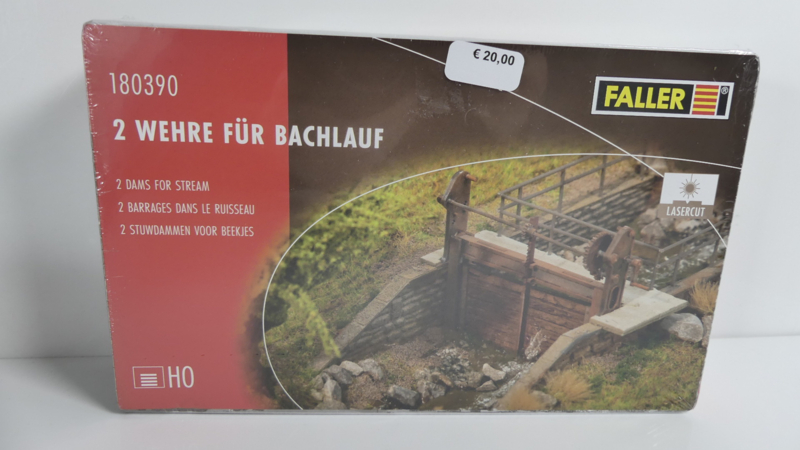 € 20,00
180390
FALLER®
2 WEHRE FÜR BACHLAUF
2 DAMS FOR STREAM
2 BARRAGES DANS LE RUISSEAU
2 STUWDAMMEN VOOR BEEKJES
LASERCUT
HO